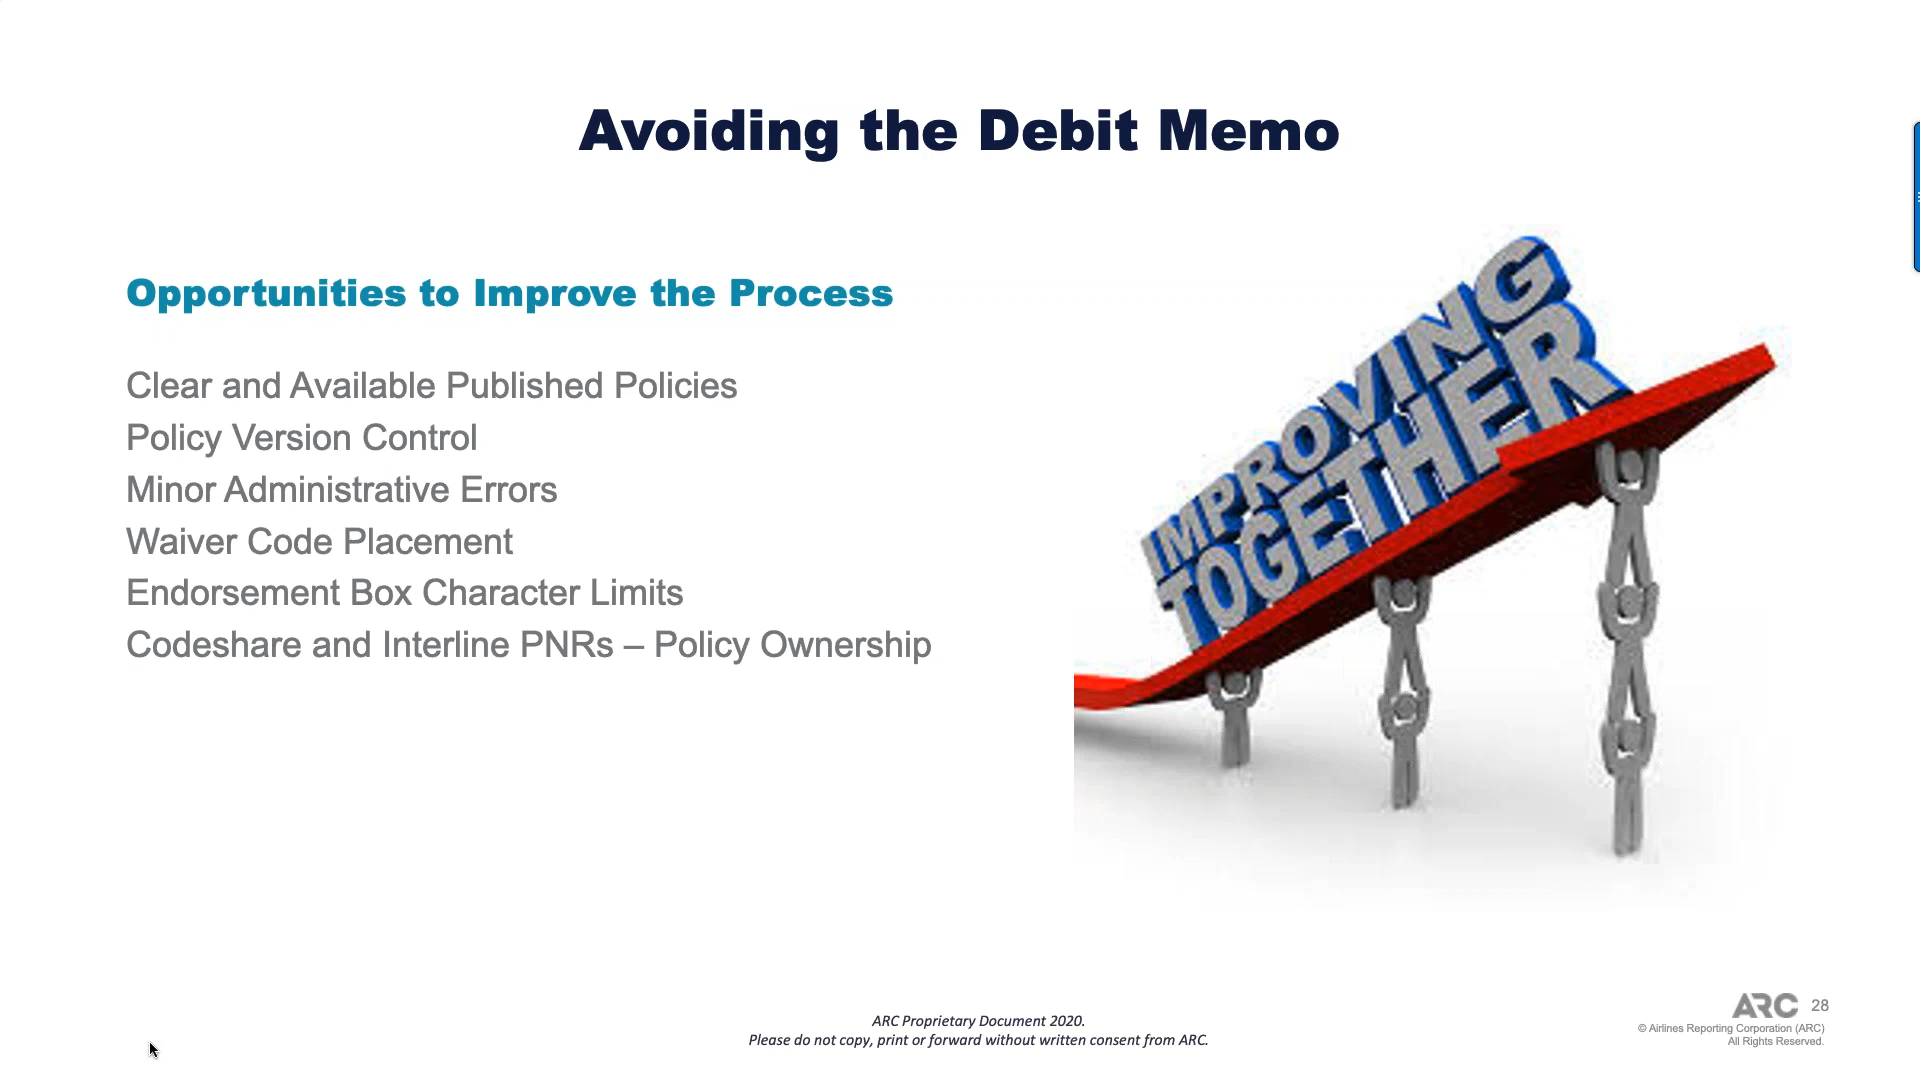 Avoiding the Debit Memo
Opportunities to Improve the Process
Clear and Available Published Policies
Policy Version Control
Minor Administrative Errors
Waiver Code Placement
Endorsement Box Character Limits
Codeshare and Interline PNRs – Policy Ownership
IMPROVING
TOGETHER
ARC Proprietary Document 2020.
Please do not copy, print or forward without written consent from ARC.
ARC 28
© Airlines Reporting Corporation (ARC)
All Rights Reserved.